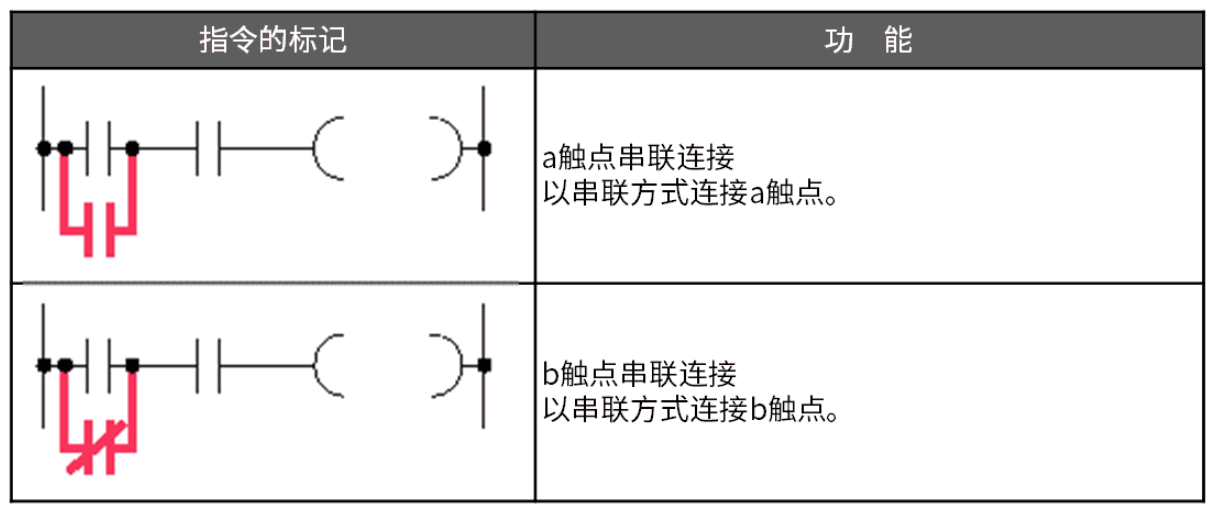 指令的标记
功 能
a触点串联连接
以串联方式连接a触点。
b触点串联连接
以串联方式连接b触点。